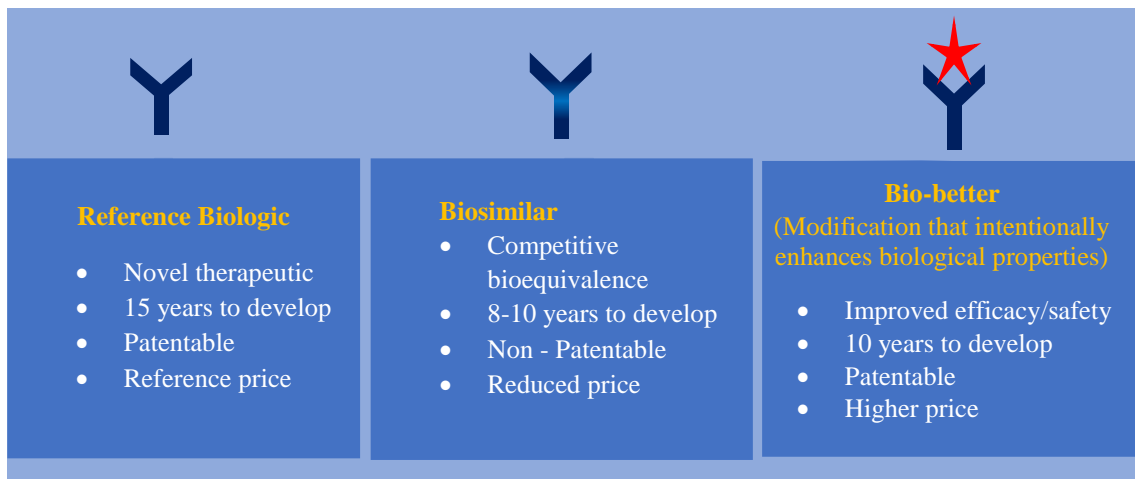 Reference Biologic
• Novel therapeutic
• 15 years to develop
• Patentable
• Reference price
Biosimilar
• Competitive
bioequivalence
• 8-10 years to develop
• Non - Patentable
• Reduced price
Bio-better
(Modification that intentionally
enhances biological properties)
• Improved efficacy/safety
• 10 years to develop
• Patentable
• Higher price